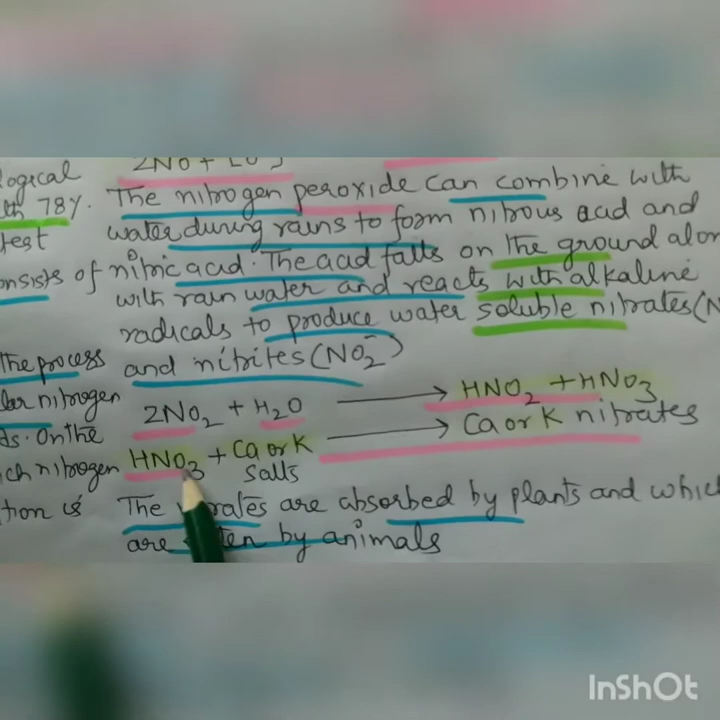 logical
th 78%.
test
onsists of
the process
lar nitrogen
ds. On the
ch nitrogen
tion is
The nitrogen peroxide can combine with
water during rains to form nitrous acid and
nitric acid. The acid falls on the ground alon
with rain water and reacts with alkaline
radicals to produce water soluble nitrates (N
and nitrites (NO₂⁻)
2NO₂ + H₂O ⟶ HNO₂ + HNO₃
HNO₃ + Ca or K salts ⟶ Ca or K nitrates
The rates are absorbed by plants and which
are ten by animals
InShOt